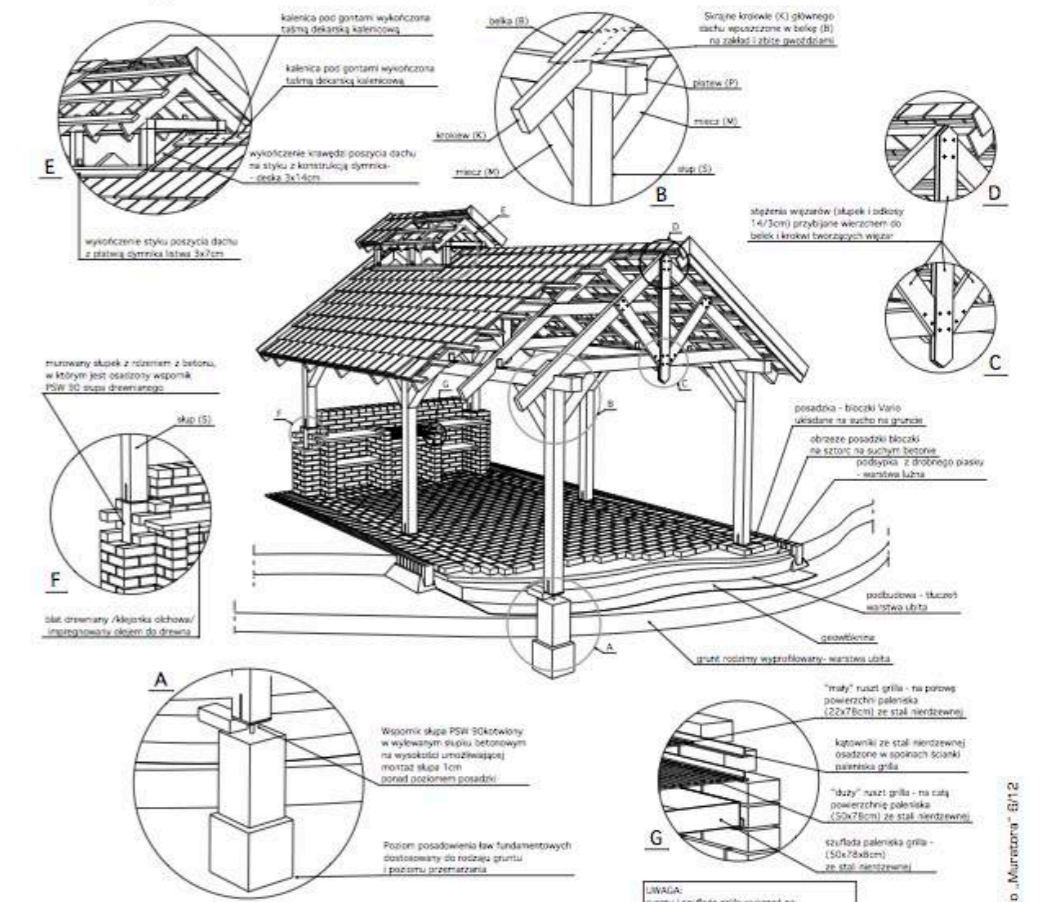 kalenica pod gontami wykończona
taśmą dekarską kalenicową
kalenica pod gontami wykończona
taśmą dekarską kalenicową
wykończenie krawędzi poszycia dachu
na styku z konstrukcją dymnika-
- deska 3x14cm
E
wykończenie styku poszycia dachu
z płatwią dymnika listwa 3x7cm
belka (B)
Skrajne krokwie (K) głównego
dachu wpuszczone w belkę (B)
na zakład i zbite gwoździami
płatew (P)
miecz (M)
krokiew (K)
miecz (M)
słup (S)
B
D
stężenia więzarów (słupek i odkosy
14/3cm) przybijane wierzchem do
belek i krokwi tworzących więzar
C
E
D
G
F
C
B
A
murowany słupek z rdzeniem z betonu,
w którym jest osadzony wspornik
PSW 90 słupa drewnianego
słup (S)
F
blat drewniany /klejonka olchowa/
impregnowany olejem do drewna
posadzka - bloczki Vario
układane na sucho na gruncie
obrzeże posadzki bloczki
na sztorc na suchym betonie
podsypka z drobnego piasku
- warstwa luźna
podbudowa - tłuczeń
warstwa ubita
geowłóknina
grunt rodzimy wyprofilowany- warstwa ubita
A
Wspornik słupa PSW 90kotwiony
w wylewanym słupku betonowym
na wysokości umożliwiającej
montaż słupa 1cm
ponad poziomem posadzki
Poziom posadowienia ław fundamentowych
dostosowany do rodzaju gruntu
i poziomu przemarzania
"mały" ruszt grilla - na połowę
powierzchni paleniska
(22x78cm) ze stali nierdzewnej
kątowniki ze stali nierdzewnej
osadzone w spoinach ścianki
paleniska grilla
"duży" ruszt grilla - na całą
powierzchnię paleniska
(50x78cm) ze stali nierdzewnej
szuflada paleniska grilla -
(50x78x8cm)
ze stali nierdzewnej
G
UWAGA:
o „Muratora" 6/12